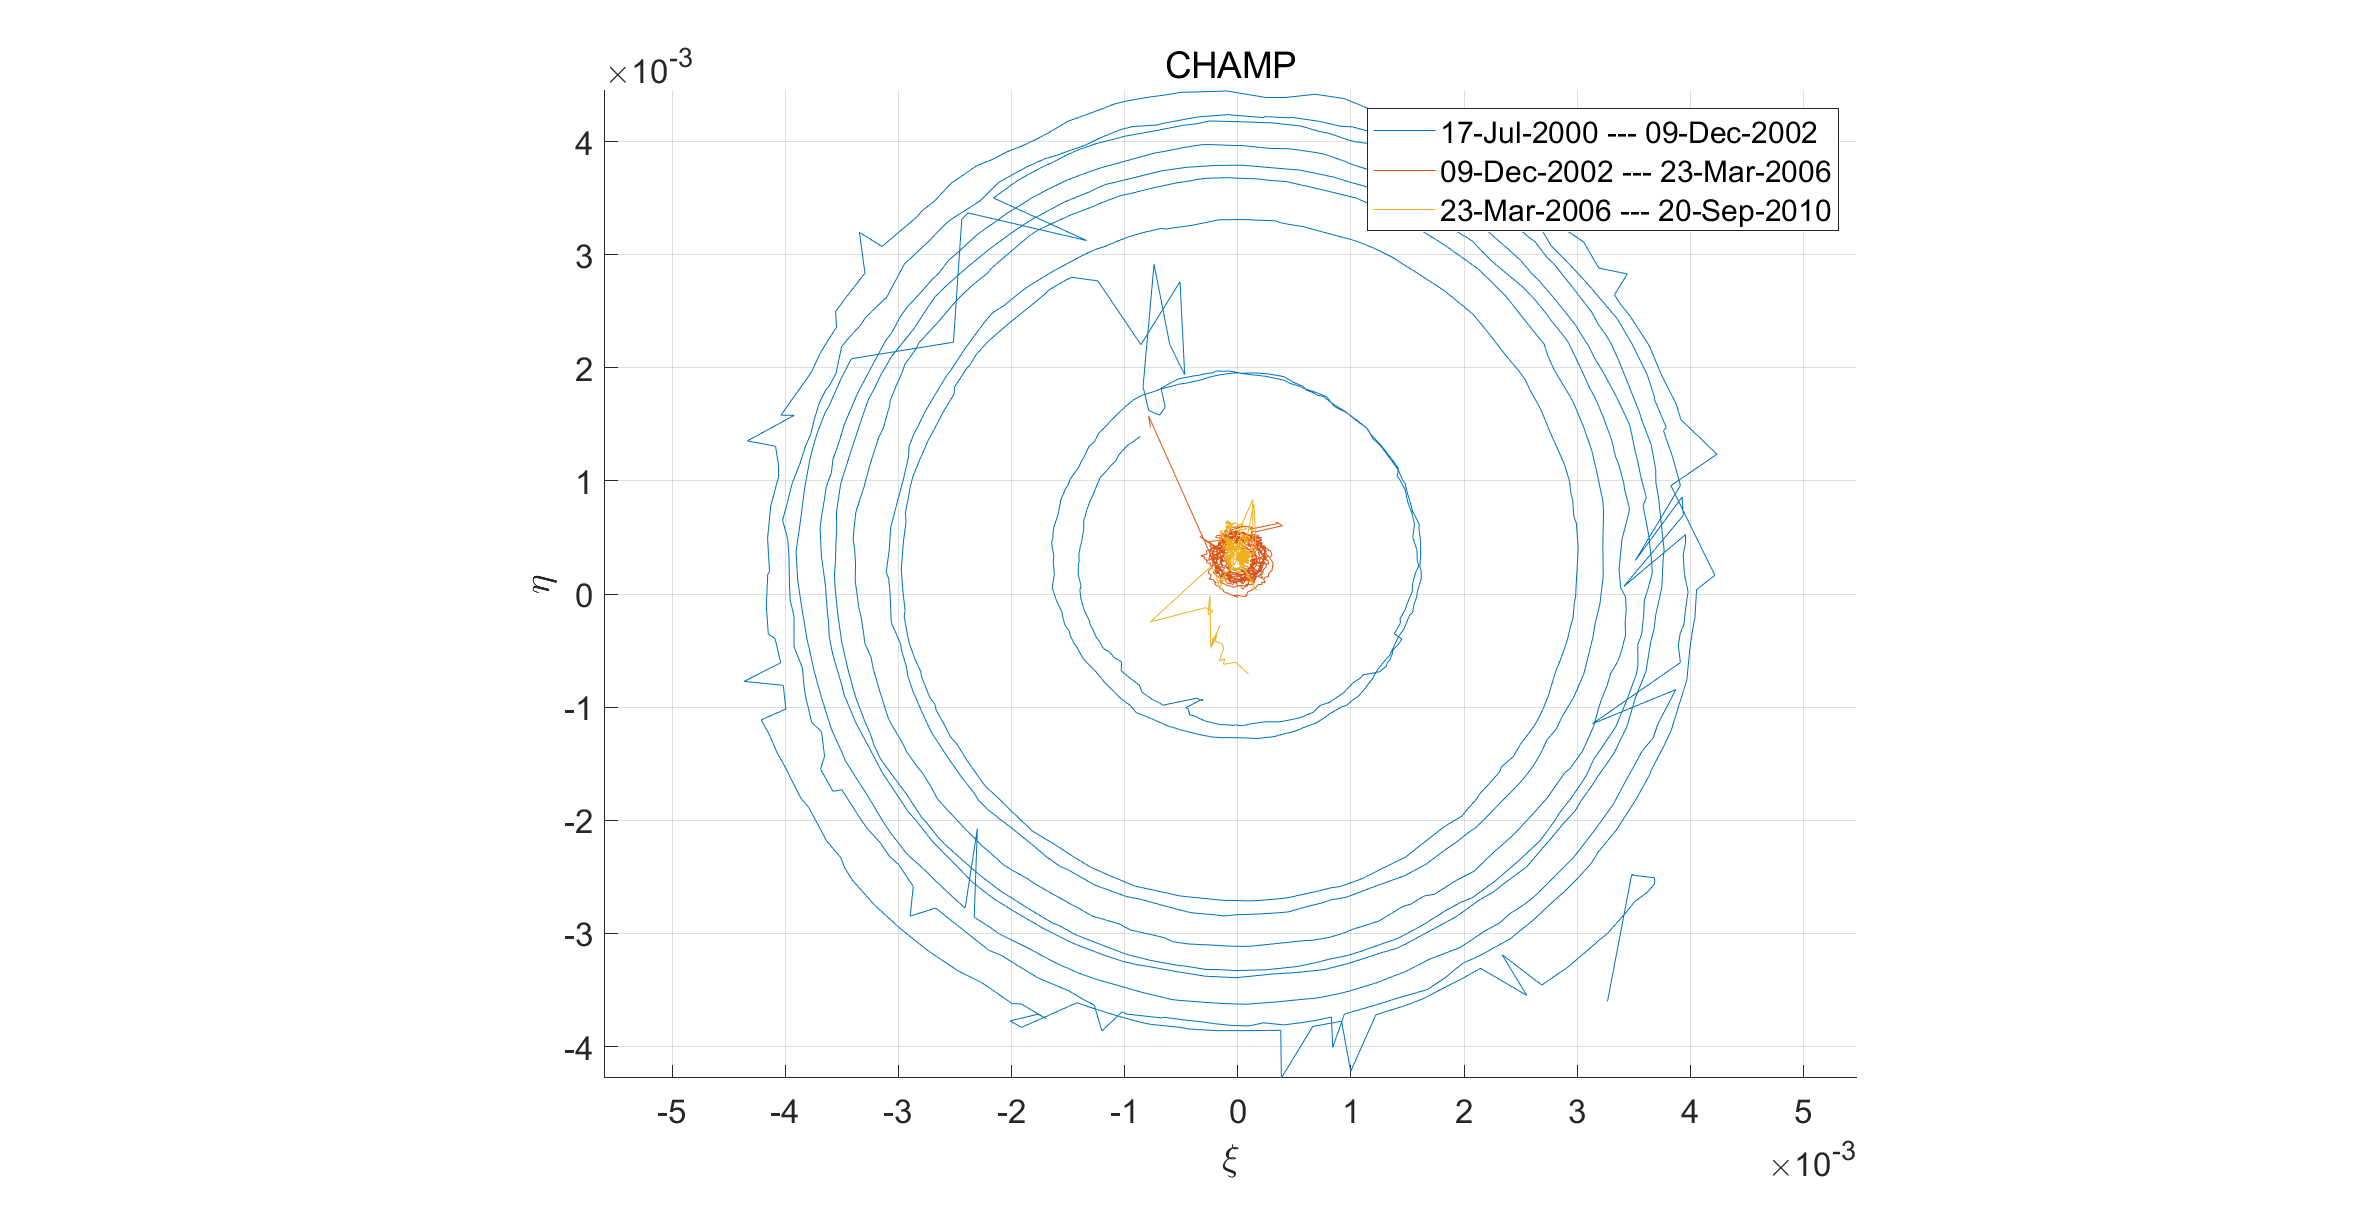 CHAMP
×10-3
17-Jul-2000 --- 09-Dec-2002
09-Dec-2002 --- 23-Mar-2006
23-Mar-2006 --- 20-Sep-2010
4
3
2
1
0
-1
-2
-3
-4
η
-5 -4 -3 -2 -1 0 1 2 3 4 5
ξ
×10-3